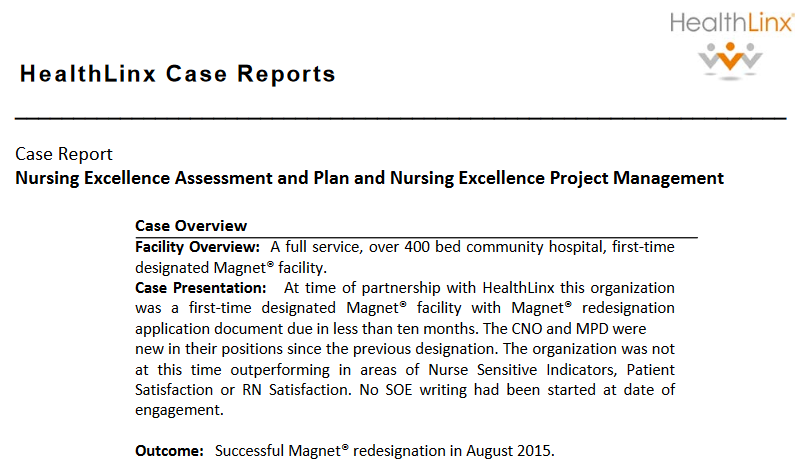 HealthLinx®
HealthLinx Case Reports
Case Report
Nursing Excellence Assessment and Plan and Nursing Excellence Project Management
Case Overview
Facility Overview: A full service, over 400 bed community hospital, first-time
designated Magnet® facility.
Case Presentation: At time of partnership with HealthLinx this organization
was a first-time designated Magnet® facility with Magnet® redesignation
application document due in less than ten months. The CNO and MPD were
new in their positions since the previous designation. The organization was not
at this time outperforming in areas of Nurse Sensitive Indicators, Patient
Satisfaction or RN Satisfaction. No SOE writing had been started at date of
engagement.
Outcome: Successful Magnet® redesignation in August 2015.